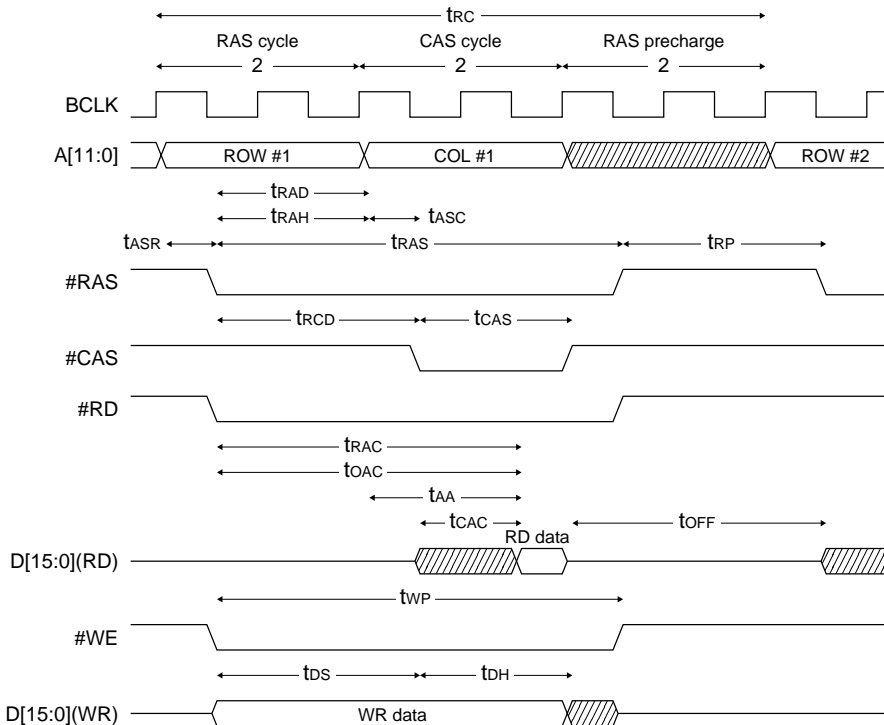 tRC
RAS cycle CAS cycle RAS precharge
2 2 2
BCLK
A[11:0] ROW #1 COL #1 ROW #2
tRAD
tRAH tASC
tASR tRAS tRP
#RAS
tRCD tCAS
#CAS
#RD
tRAC
tOAC
tAA
tCAC tOFF
RD data
D[15:0](RD)
tWP
#WE
tDS tDH
D[15:0](WR) WR data